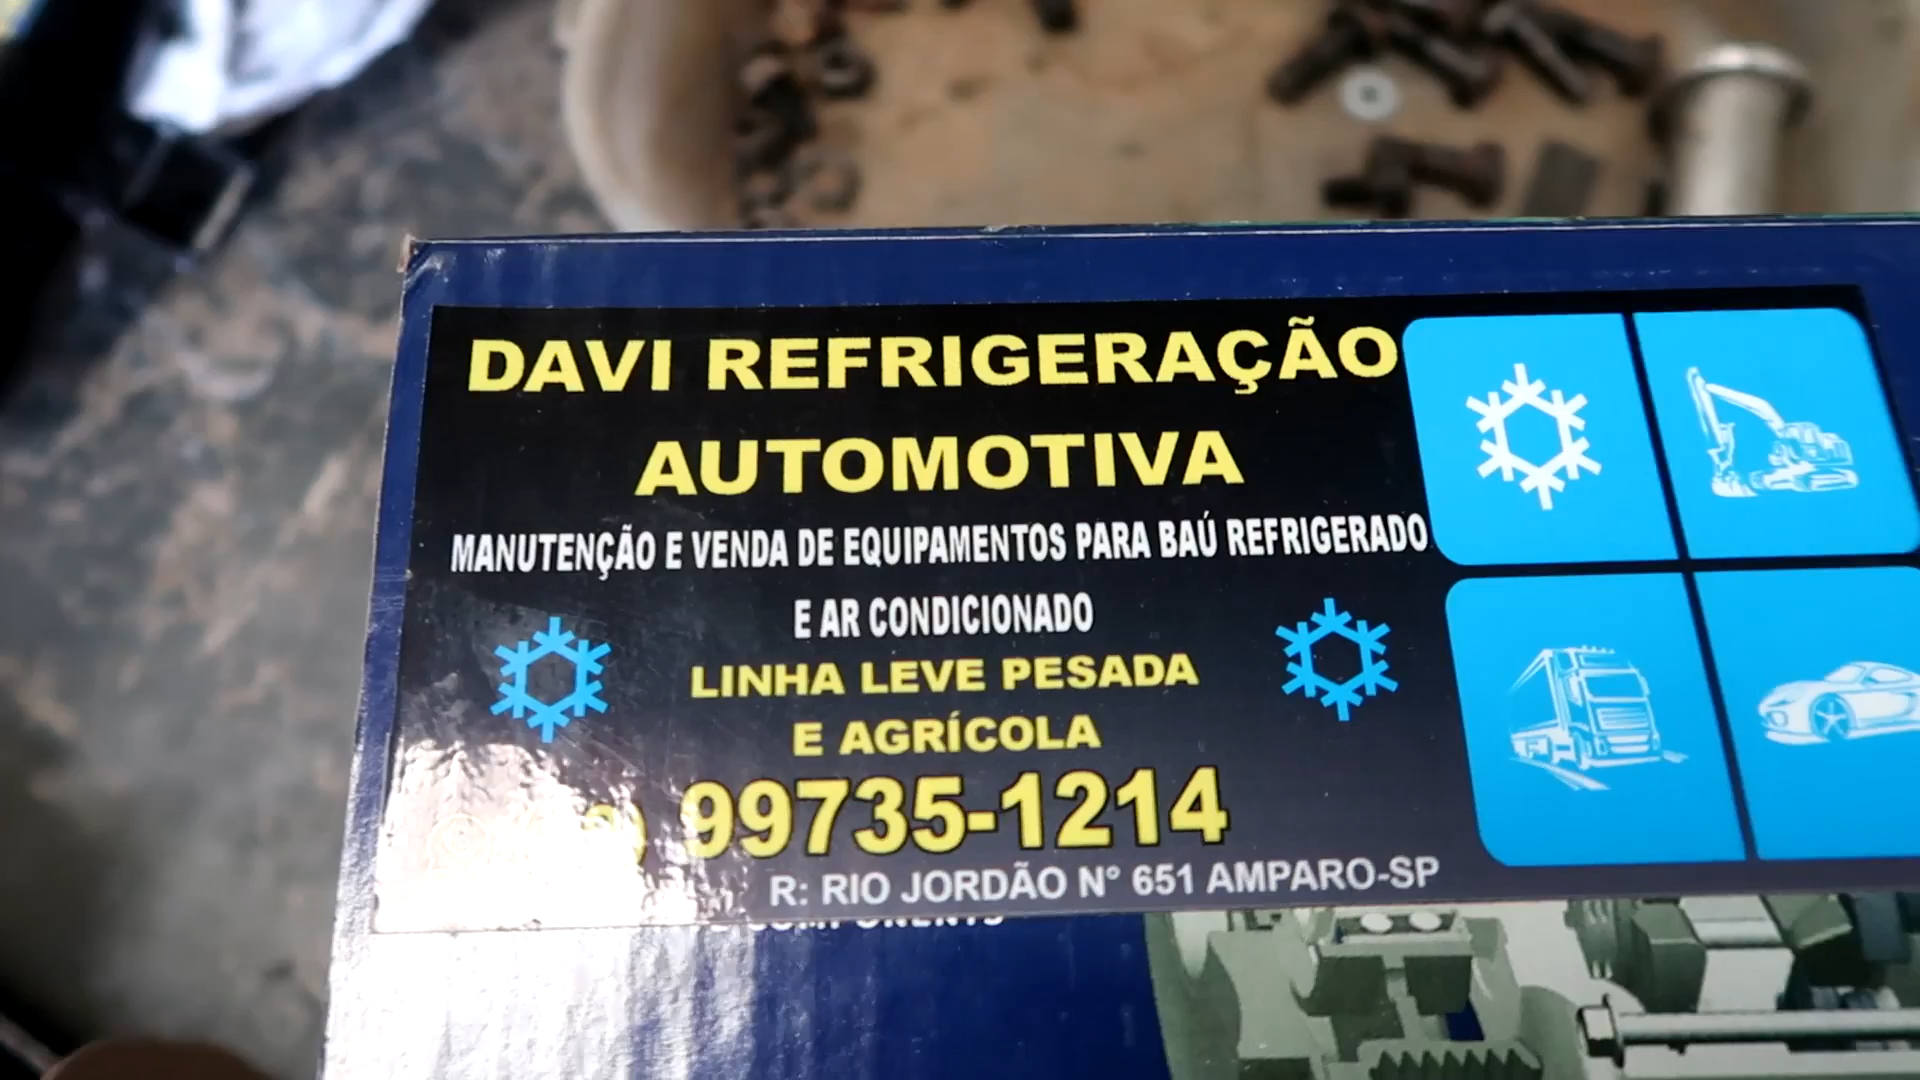 DAVI REFRIGERAÇÃO
AUTOMOTIVA
MANUTENÇÃO E VENDA DE EQUIPAMENTOS PARA BAÚ REFRIGERADO
E AR CONDICIONADO
LINHA LEVE PESADA
E AGRÍCOLA
99735-1214
R: RIO JORDÃO N° 651 AMPARO-SP